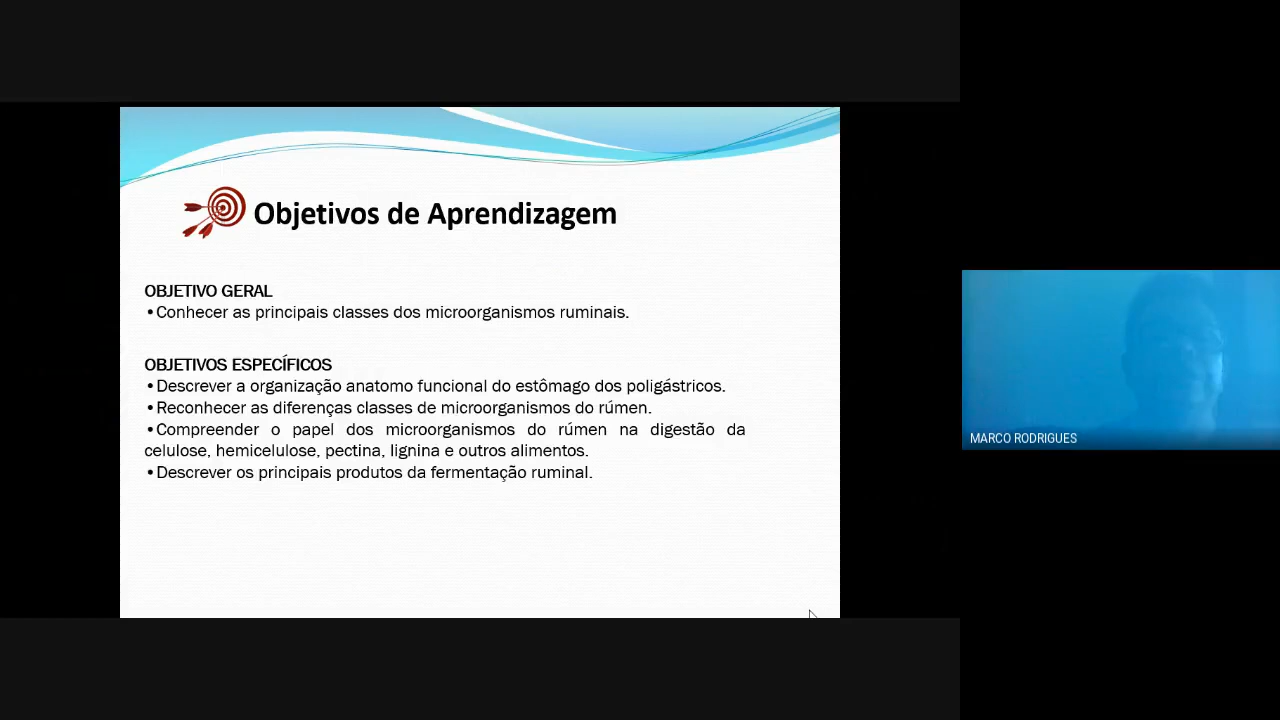 Objetivos de Aprendizagem
OBJETIVO GERAL
•Conhecer as principais classes dos microorganismos ruminais.
OBJETIVOS ESPECÍFICOS
•Descrever a organização anatomo funcional do estômago dos poligástricos.
•Reconhecer as diferenças classes de microorganismos do rúmen.
•Compreender o papel dos microorganismos do rúmen na digestão da
celulose, hemicelulose, pectina, lignina e outros alimentos.
•Descrever os principais produtos da fermentação ruminal.
MARCO RODRIGUES